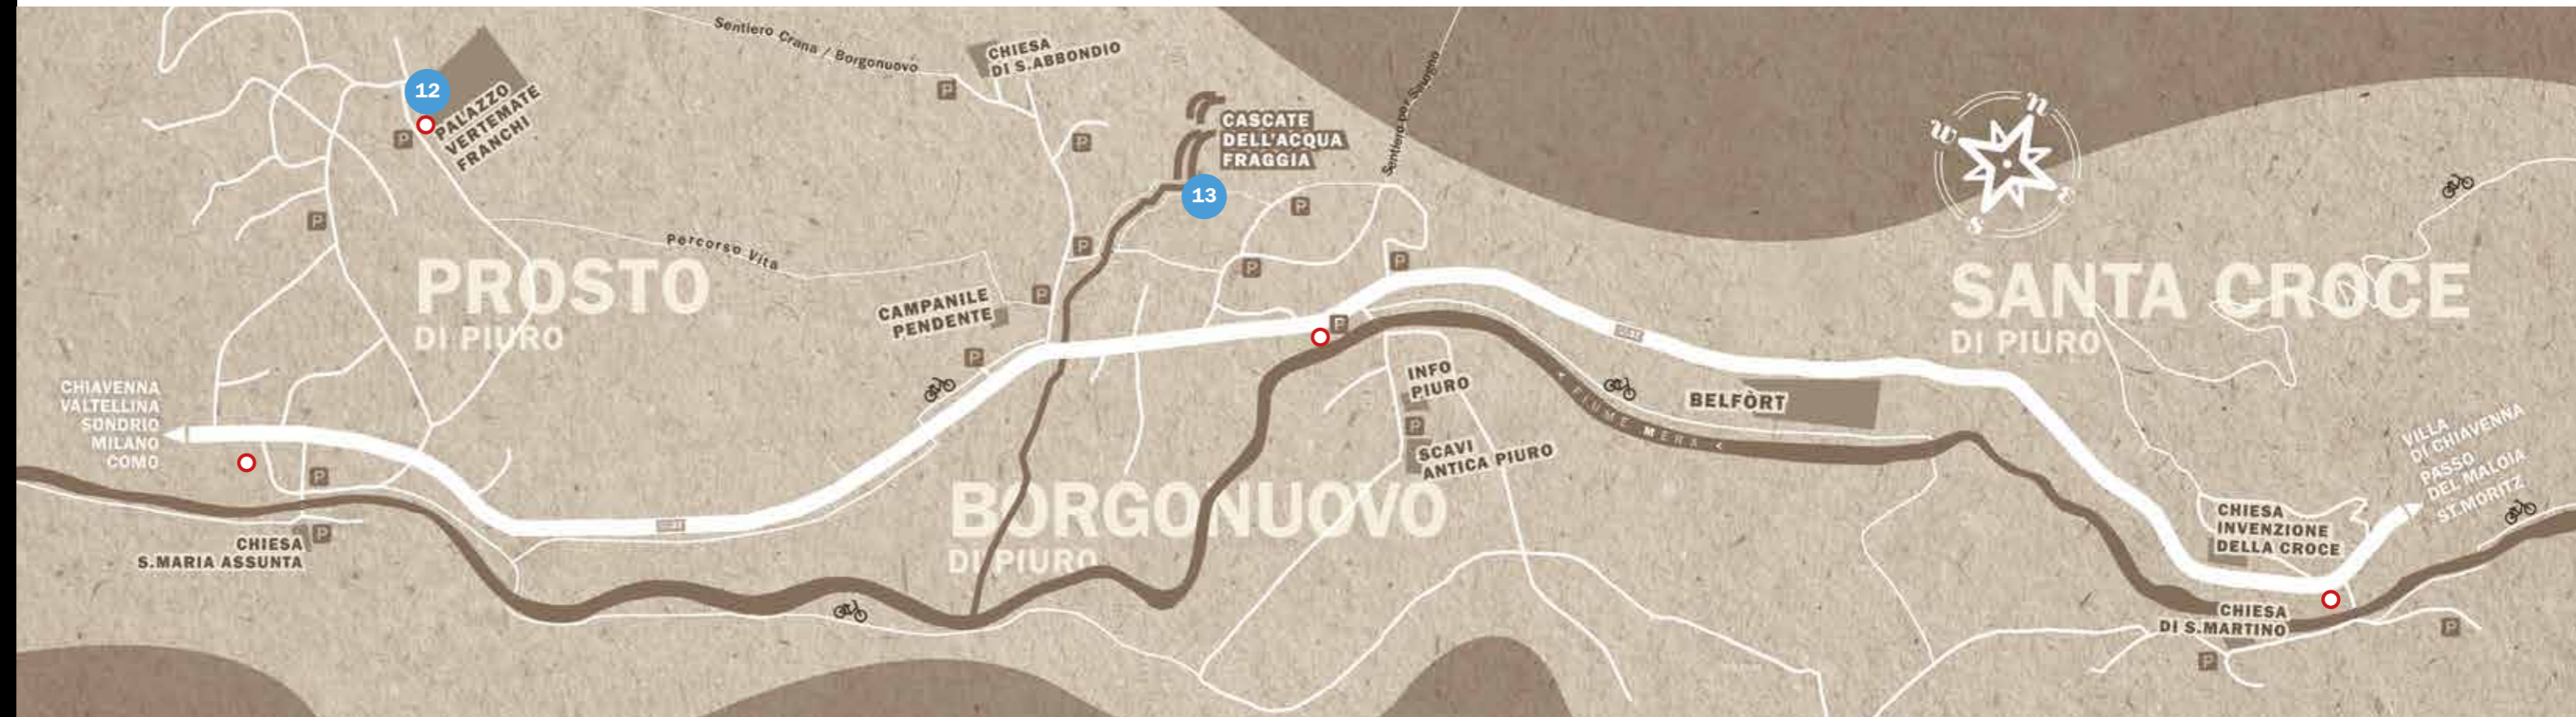 Sentiero Crana / Borgonuovo
CHIESA
DI S.ABBONDIO
12
PALAZZO
VERTEMATE
FRANCHI
P
P
P
CASCATE
DELL'ACQUA
FRAGGIA
13
n
w
e
s
P
P
P
P
P
P
Percorso Vita
PROSTO
DI PIURO
CAMPANILE
PENDENTE
P
P
P
SANTA CROCE
DI PIURO
CHIAVENNA
VALTELLINA
SONDRIO
MILANO
COMO
INFO
PIURO
P
SCAVI
ANTICA PIURO
< FIUME MERA <
BELFÒRT
VILLA
DI CHIAVENNA
PASSO
DEL MALOIA
ST.MORITZ
P
P
CHIESA
S.MARIA ASSUNTA
BORGONUOVO
DI PIURO
CHIESA
INVENZIONE
DELLA CROCE
CHIESA
DI S.MARTINO
P
P